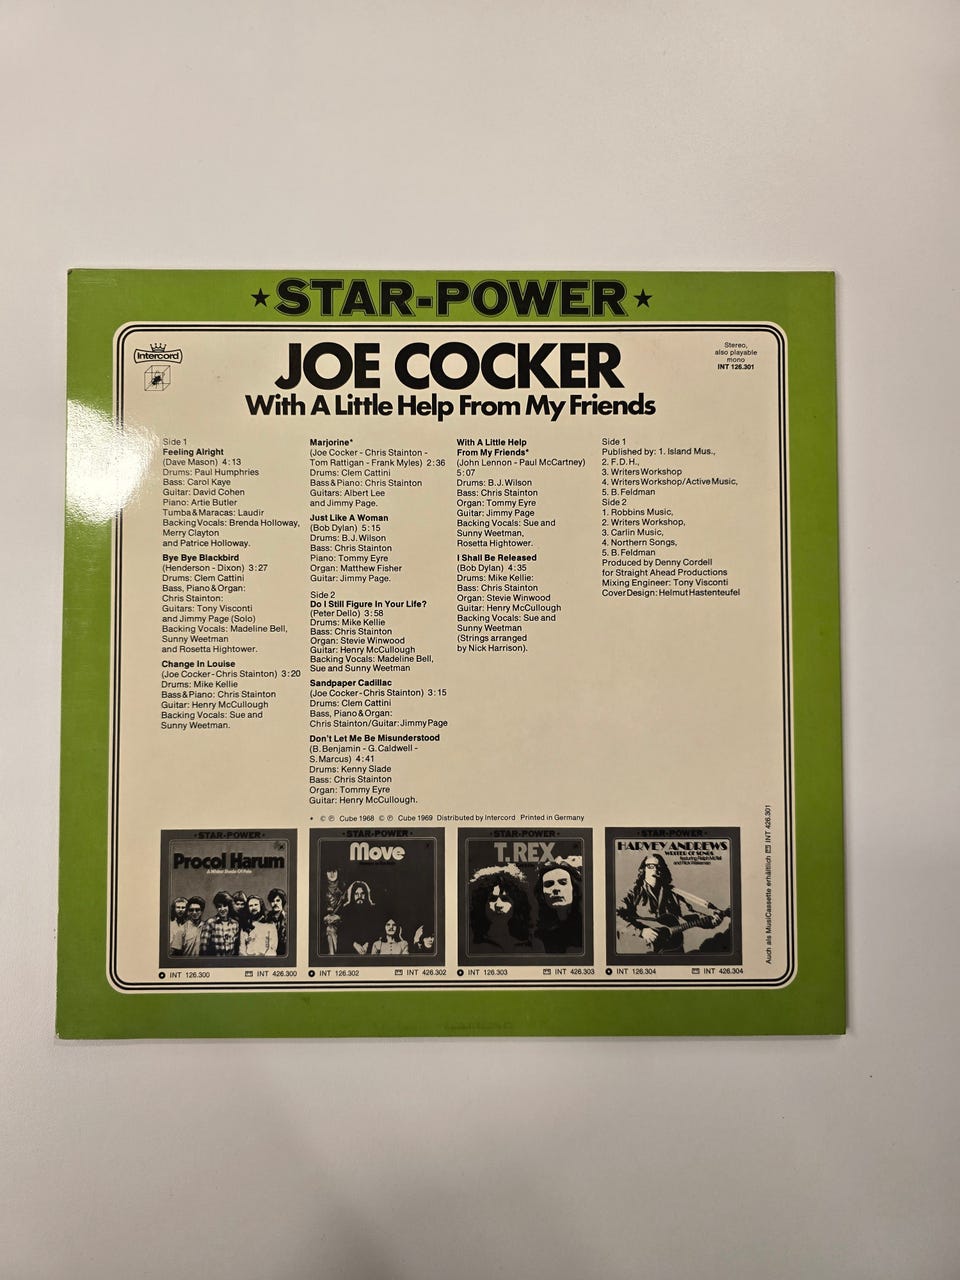 ★STAR-POWER★
Intercord
JOE COCKER
With A Little Help From My Friends
Stereo,
also playable
mono
INT 126.301
Side 1
Feeling Alright
(Dave Mason) 4:13
Drums: Paul Humphries
Bass: Carol Kaye
Guitar: David Cohen
Piano: Artie Butler
Tumba & Maracas: Laudir
Backing Vocals: Brenda Holloway,
Merry Clayton
and Patrice Holloway.
Bye Bye Blackbird
(Henderson - Dixon) 3:27
Drums: Clem Cattini
Bass, Piano & Organ:
Chris Stainton:
Guitars: Tony Visconti
and Jimmy Page (Solo)
Backing Vocals: Madeline Bell,
Sunny Weetman
and Rosetta Hightower.
Change In Louise
(Joe Cocker - Chris Stainton) 3:20
Drums: Mike Kellie
Bass & Piano: Chris Stainton
Guitar: Henry McCullough
Backing Vocals: Sue and
Sunny Weetman.
Marjorine*
(Joe Cocker - Chris Stainton -
Tom Rattigan - Frank Myles) 2:36
Drums: Clem Cattini
Bass & Piano: Chris Stainton
Guitars: Albert Lee
and Jimmy Page.
Just Like A Woman
(Bob Dylan) 5:15
Drums: B.J. Wilson
Bass: Chris Stainton
Piano: Tommy Eyre
Organ: Matthew Fisher
Guitar: Jimmy Page.
Side 2
Do I Still Figure In Your Life?
(Peter Dello) 3:58
Drums: Mike Kellie
Bass: Chris Stainton
Organ: Stevie Winwood
Guitar: Henry McCullough
Backing Vocals: Madeline Bell,
Sue and Sunny Weetman
Sandpaper Cadillac
(Joe Cocker - Chris Stainton) 3:15
Drums: Clem Cattini
Bass, Piano & Organ:
Chris Stainton/Guitar: Jimmy Page
Don't Let Me Be Misunderstood
(B. Benjamin - G. Caldwell -
S. Marcus) 4:41
Drums: Kenny Slade
Bass: Chris Stainton
Organ: Tommy Eyre
Guitar: Henry McCullough.
With A Little Help
From My Friends*
(John Lennon - Paul McCartney)
5:07
Drums: B.J. Wilson
Bass: Chris Stainton
Organ: Tommy Eyre
Guitar: Jimmy Page
Backing Vocals: Sue and
Sunny Weetman,
Rosetta Hightower.
I Shall Be Released
(Bob Dylan) 4:35
Drums: Mike Kellie:
Bass: Chris Stainton
Organ: Stevie Winwood
Guitar: Henry McCullough
Backing Vocals: Sue and
Sunny Weetman
(Strings arranged
by Nick Harrison).
Side 1
Published by: 1. Island Mus.,
2. F.D.H.,
3. Writers Workshop
4. Writers Workshop/Active Music,
5. B. Feldman
Side 2
1. Robbins Music,
2. Writers Workshop,
3. Carlin Music,
4. Northern Songs,
5. B. Feldman
Produced by Denny Cordell
for Straight Ahead Productions
Mixing Engineer: Tony Visconti
Cover Design: Helmut Hastenteufel
* © ℗ Cube 1968 © ℗ Cube 1969 Distributed by Intercord Printed in Germany
STAR-POWER
Procol Harum
A Whiter Shade Of Pale
INT 126.300 INT 426.300
STAR-POWER
Move
INT 126.302 INT 426.302
STAR-POWER
T.REX
INT 126.303 INT 426.303
STAR-POWER
HARVEY ANDREWS
WRITER OF SONGS
featuring Ralph McTell
and Rick Wakeman
INT 126.304 INT 426.304
Auch als MusiCassette erhältlich INT 426.301